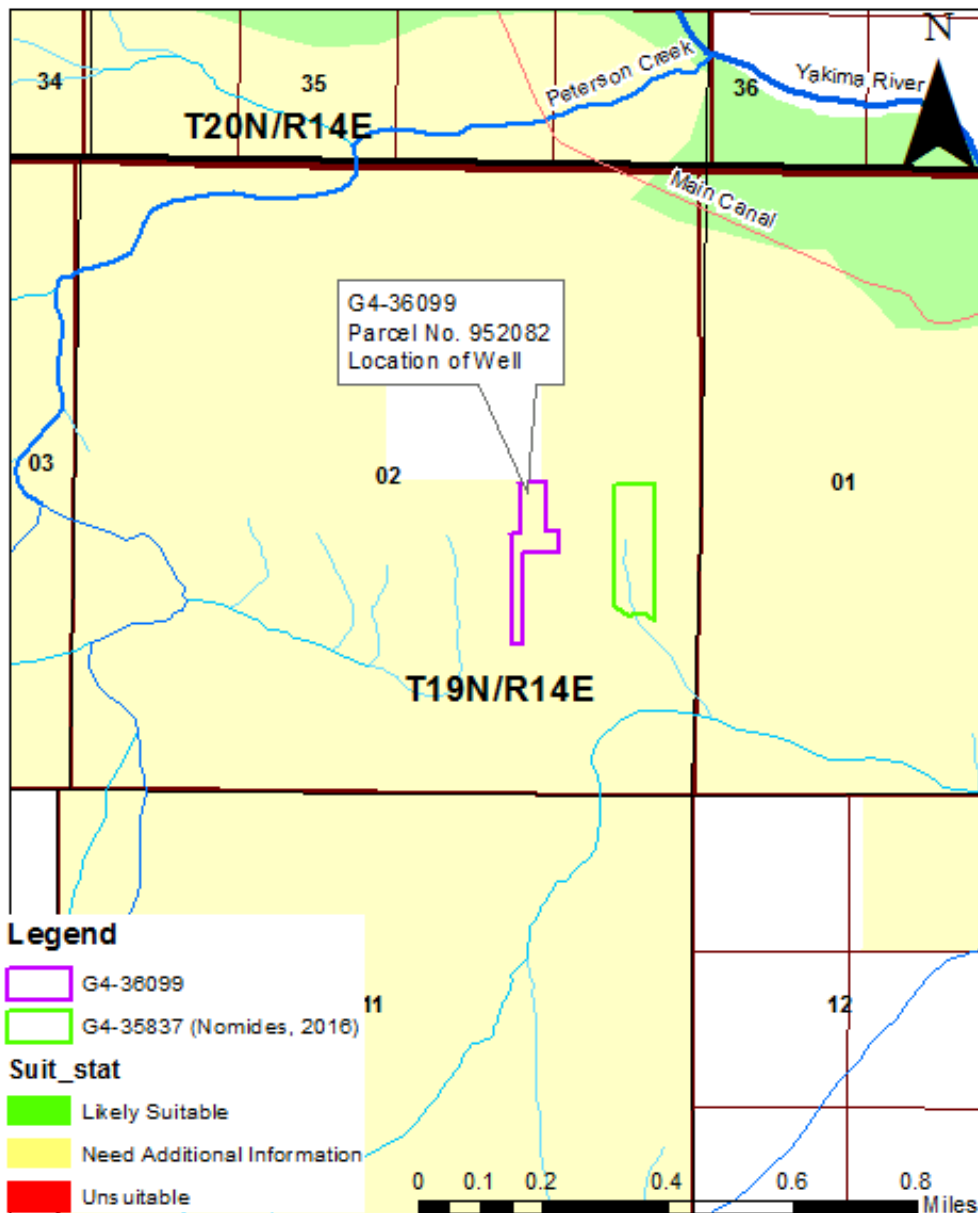 N
34
35
36
Peterson Creek
Yakima River
T20N/R14E
Main Canal
G4-36099
Parcel No. 952082
Location of Well
03
02
01
T19N/R14E
Legend
G4-36099
G4-35837 (Nomides, 2016)
Suit_stat
Likely Suitable
Need Additional Information
Unsuitable
11
12
0 0.1 0.2 0.4 0.6 0.8
Miles